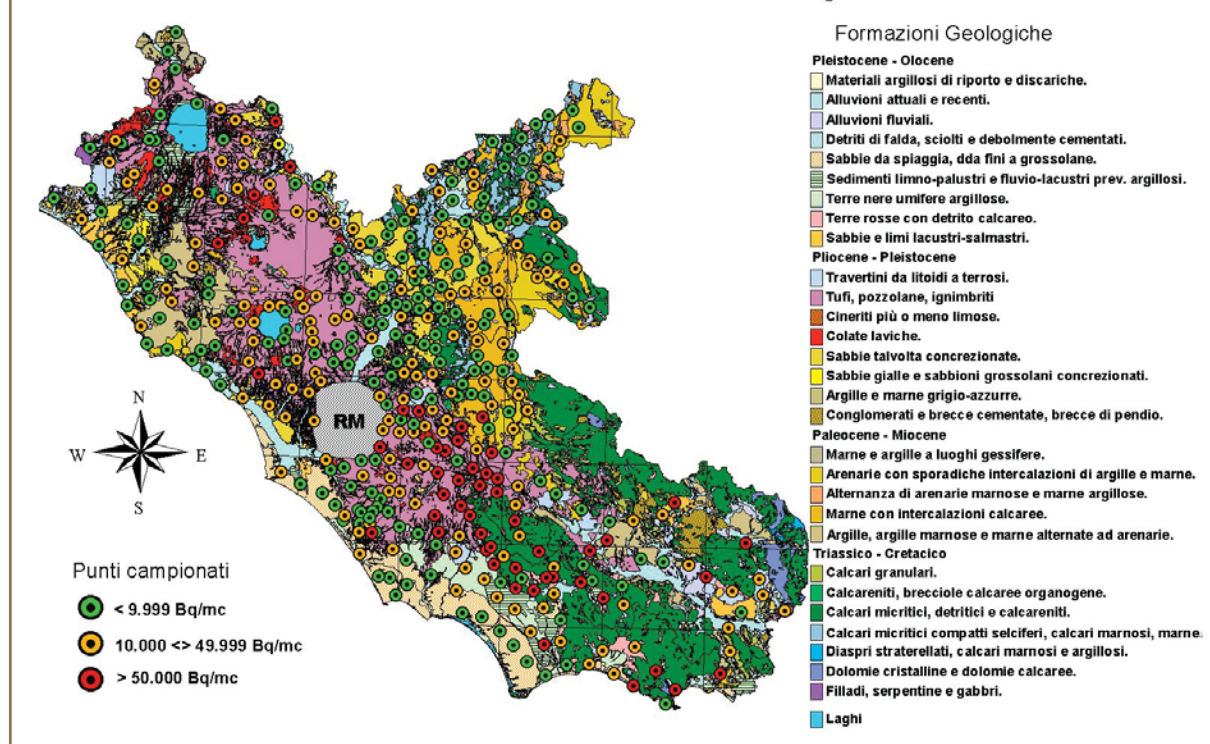 RM
N
W
E
S
Punti campionati
< 9.999 Bq/mc
10.000 <> 49.999 Bq/mc
> 50.000 Bq/mc
Formazioni Geologiche
Pleistocene - Olocene
Materiali argillosi di riporto e discariche.
Alluvioni attuali e recenti.
Alluvioni fluviali.
Detriti di falda, sciolti e debolmente cementati.
Sabbie da spiaggia, dda fini a grossolane.
Sedimenti limno-palustri e fluvio-lacustri prev. argillosi.
Terre nere umifere argillose.
Terre rosse con detrito calcareo.
Sabbie e limi lacustri-salmastri.
Pliocene - Pleistocene
Travertini da litoidi a terrosi.
Tufi, pozzolane, ignimbriti
Cineriti più o meno limose.
Colate laviche.
Sabbie talvolta concrezionate.
Sabbie gialle e sabbioni grossolani concrezionati.
Argille e marne grigio-azzurre.
Conglomerati e brecce cementate, brecce di pendio.
Paleocene - Miocene
Marne e argille a luoghi gessifere.
Arenarie con sporadiche intercalazioni di argille e marne.
Alternanza di arenarie marnose e marne argillose.
Marne con intercalazioni calcaree.
Argille, argille marnose e marne alternate ad arenarie.
Triassico - Cretacico
Calcari granulari.
Calcareniti, brecciole calcaree organogene.
Calcari micritici, detritici e calcareniti.
Calcari micritici compatti selciferi, calcari marnosi, marne.
Diaspri straterellati, calcari marnosi e argillosi.
Dolomie cristalline e dolomie calcaree.
Filladi, serpentine e gabbri.
Laghi